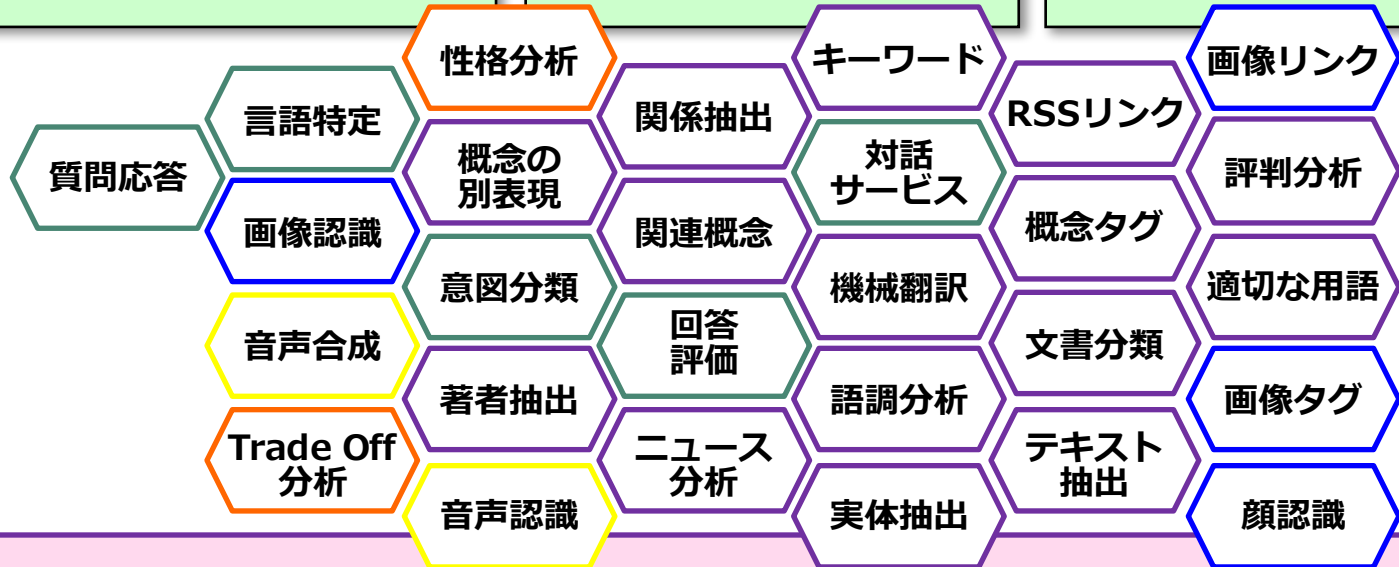 質問応答
言語特定
画像認識
音声合成
Trade Off
分析
性格分析
概念の
別表現
意図分類
著者抽出
音声認識
関係抽出
関連概念
回答
評価
ニュース
分析
キーワード
対話
サービス
機械翻訳
語調分析
実体抽出
RSSリンク
概念タグ
文書分類
テキスト
抽出
画像リンク
評判分析
適切な用語
画像タグ
顔認識